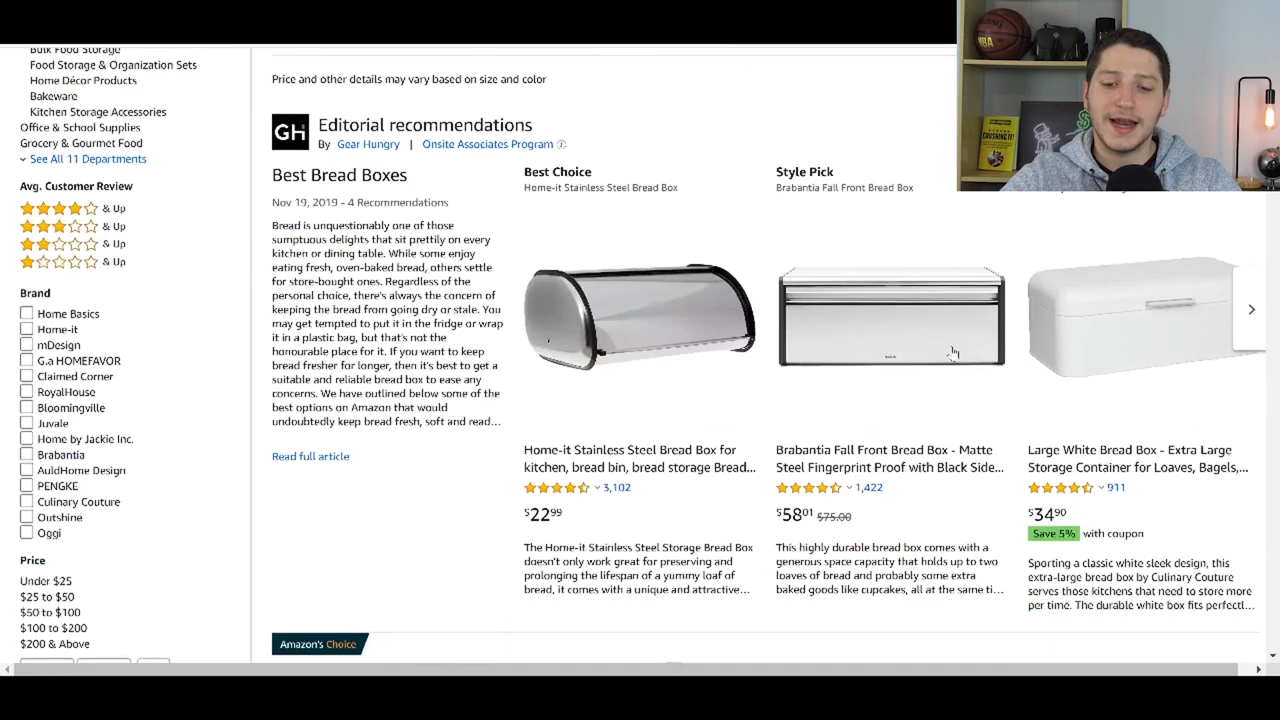 Bulk Food Storage
Food Storage & Organization Sets
Home Décor Products
Bakeware
Kitchen Storage Accessories
Office & School Supplies
Grocery & Gourmet Food
See All 11 Departments
Avg. Customer Review
& Up
& Up
& Up
& Up
Brand
Home Basics
Home-it
mDesign
G.a HOMEFAVOR
Claimed Corner
RoyalHouse
Bloomingville
Juvale
Home by Jackie Inc.
Brabantia
AuldHome Design
PENGKE
Culinary Couture
Outshine
Oggi
Price
Under $25
$25 to $50
$50 to $100
$100 to $200
$200 & Above
Price and other details may vary based on size and color
GH
Editorial recommendations
By Gear Hungry | Onsite Associates Program
Best Bread Boxes
Nov 19, 2019 - 4 Recommendations
Bread is unquestionably one of those
sumptuous delights that sit prettily on every
kitchen or dining table. While some enjoy
eating fresh, oven-baked bread, others settle
for store-bought ones. Regardless of the
personal choice, there's always the concern of
keeping the bread from going dry or stale. You
may get tempted to put it in the fridge or wrap
it in a plastic bag, but that's not the
honourable place for it. If you want to keep
bread fresher for longer, then it's best to get a
suitable and reliable bread box to ease any
concerns. We have outlined below some of the
best options on Amazon that would
undoubtedly keep bread fresh, soft and read...
Read full article
Best Choice
Home-it Stainless Steel Bread Box
Home-it Stainless Steel Bread Box for
kitchen, bread bin, bread storage Bread...
3,102
$2299
The Home-it Stainless Steel Storage Bread Box
doesn't only work great for preserving and
prolonging the lifespan of a yummy loaf of
bread, it comes with a unique and attractive...
Style Pick
Brabantia Fall Front Bread Box
Brabantia Fall Front Bread Box - Matte
Steel Fingerprint Proof with Black Side...
1,422
$5801 $75.00
This highly durable bread box comes with a
generous space capacity that holds up to two
loaves of bread and probably some extra
baked goods like cupcakes, all at the same ti...
Large White Bread Box - Extra Large
Storage Container for Loaves, Bagels,...
911
$3490
Save 5% with coupon
Sporting a classic white sleek design, this
extra-large bread box by Culinary Couture
serves those kitchens that need to store more
per time. The durable white box fits perfectl...
Amazon's Choice
NBA
CRUSHING IT!